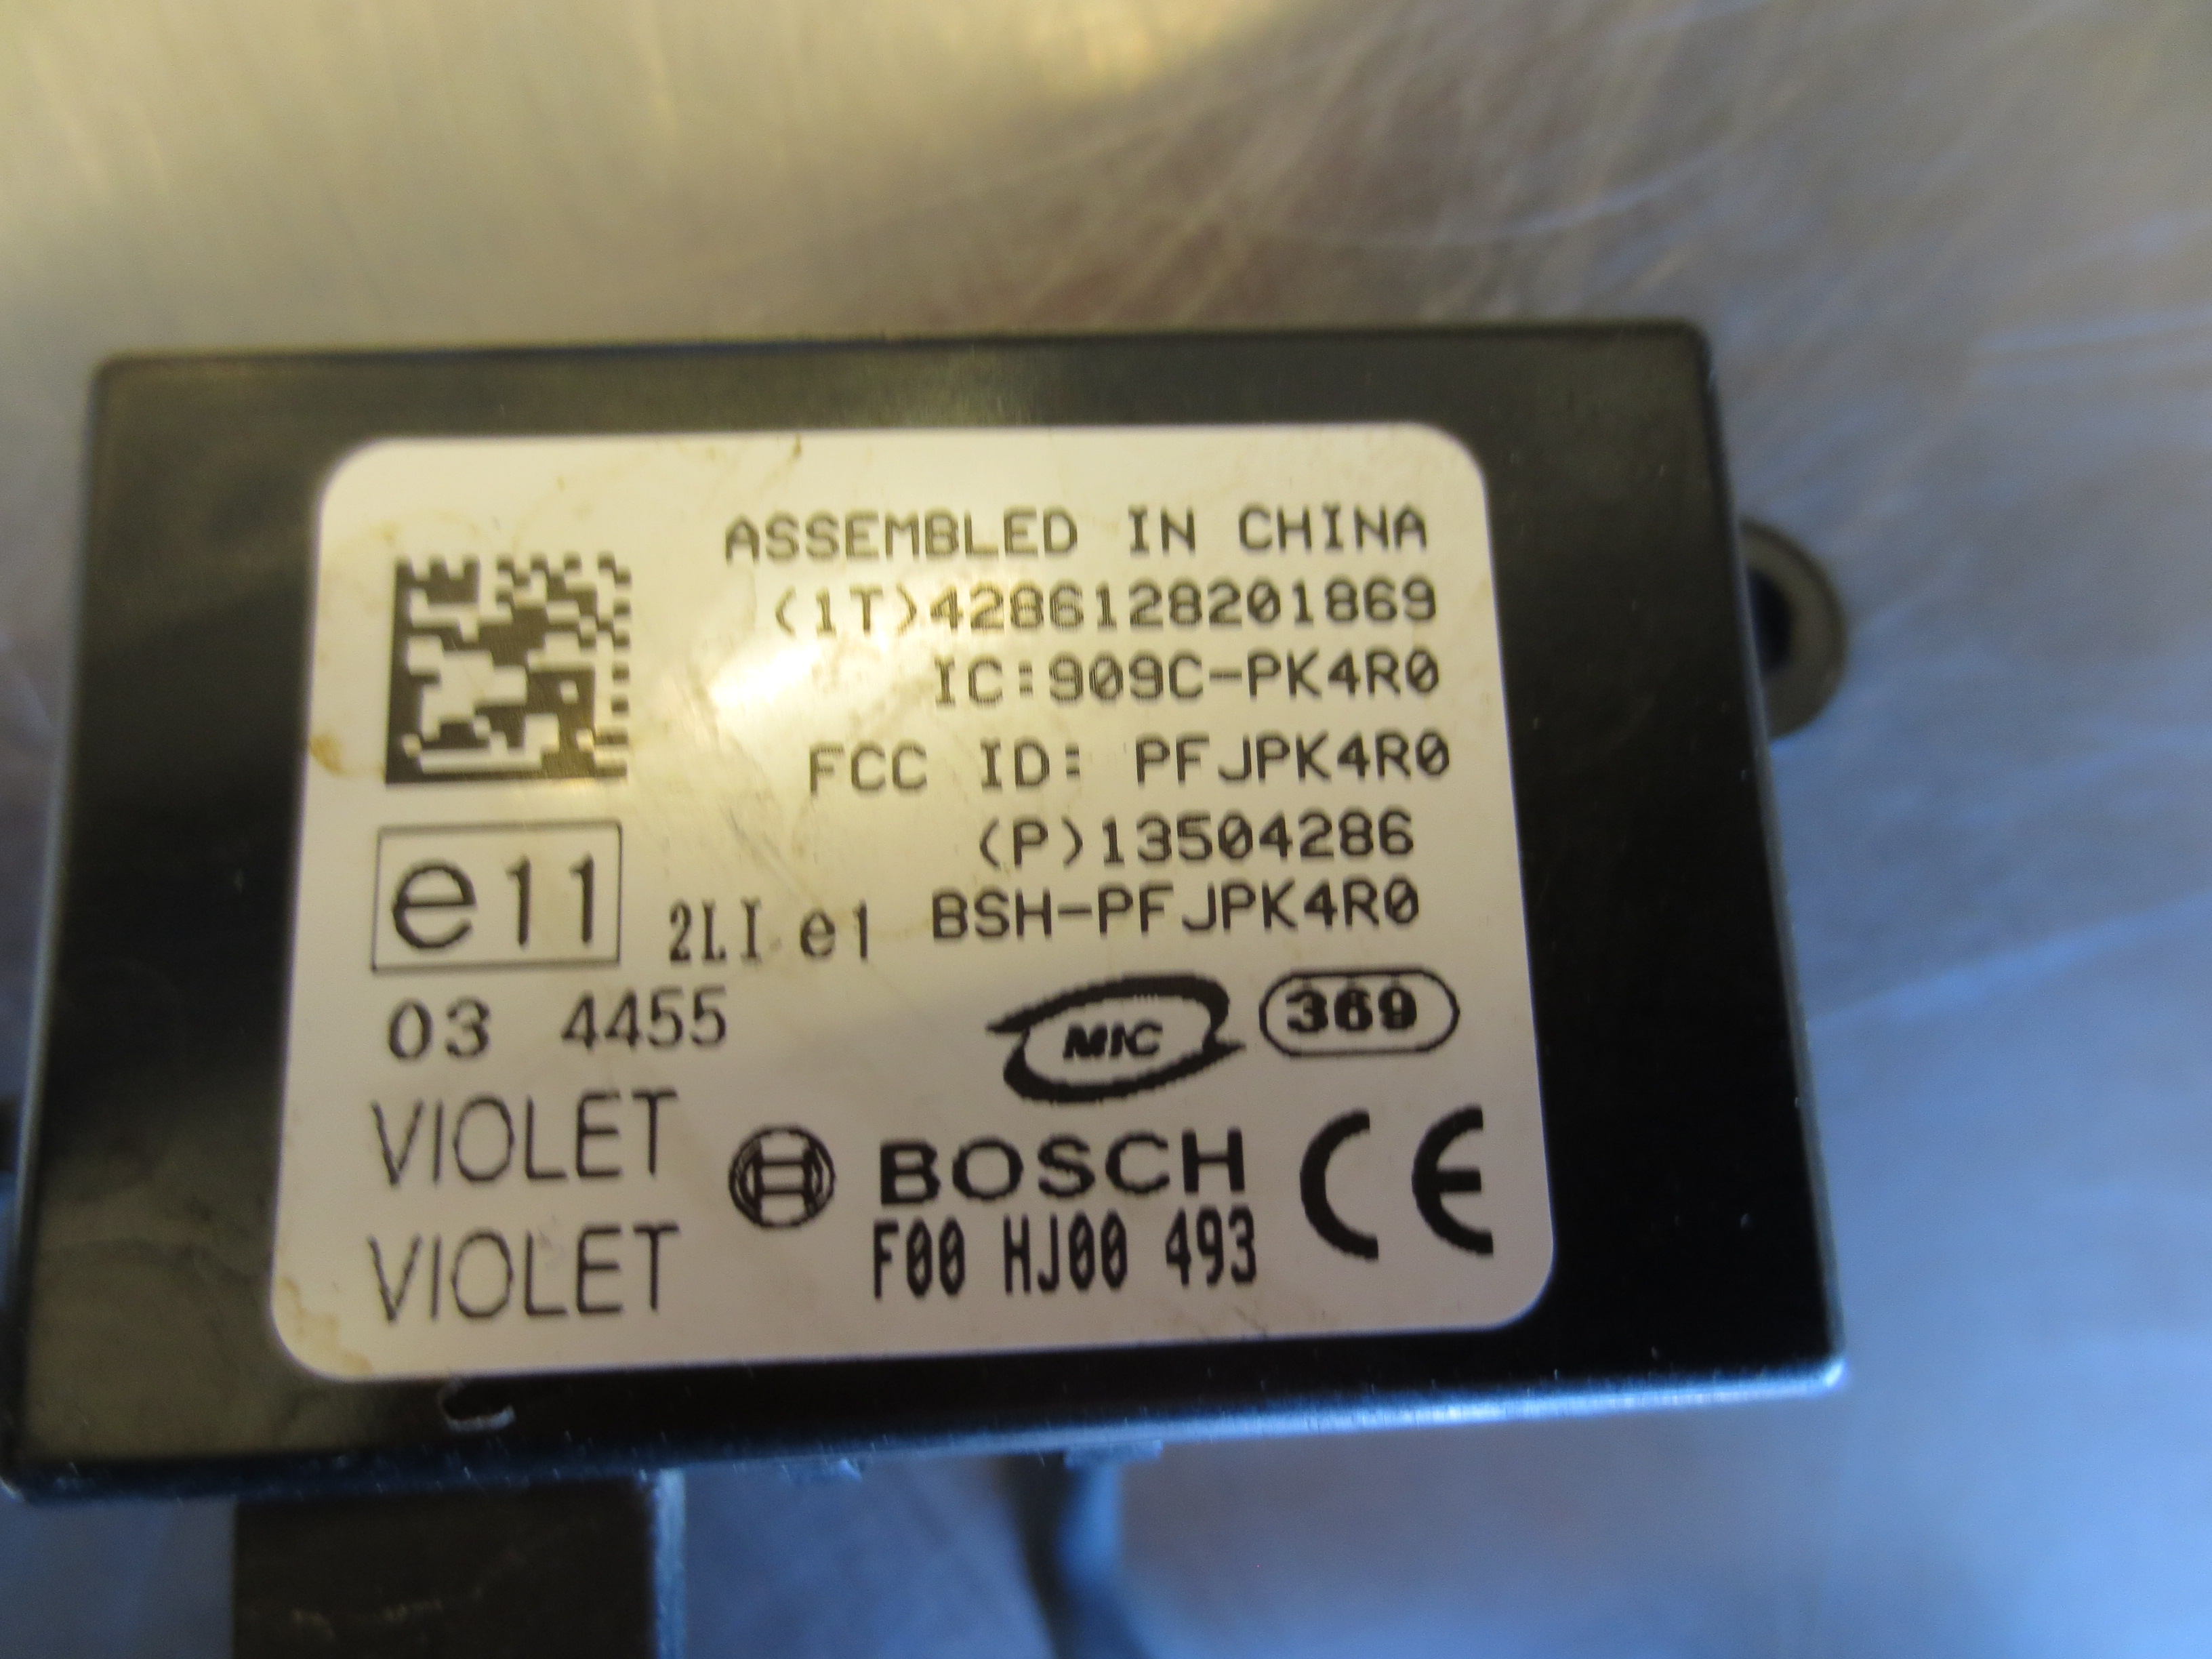 ASSEMBLED IN CHINA
(1T)4286128201869
IC:909C-PK4R0
FCC ID: PFJPK4R0
(P)13504286
e11 2LI e1 BSH-PFJPK4R0
03 4455
MIC 369
VIOLET
BOSCH CE
VIOLET
F00 HJ00 493